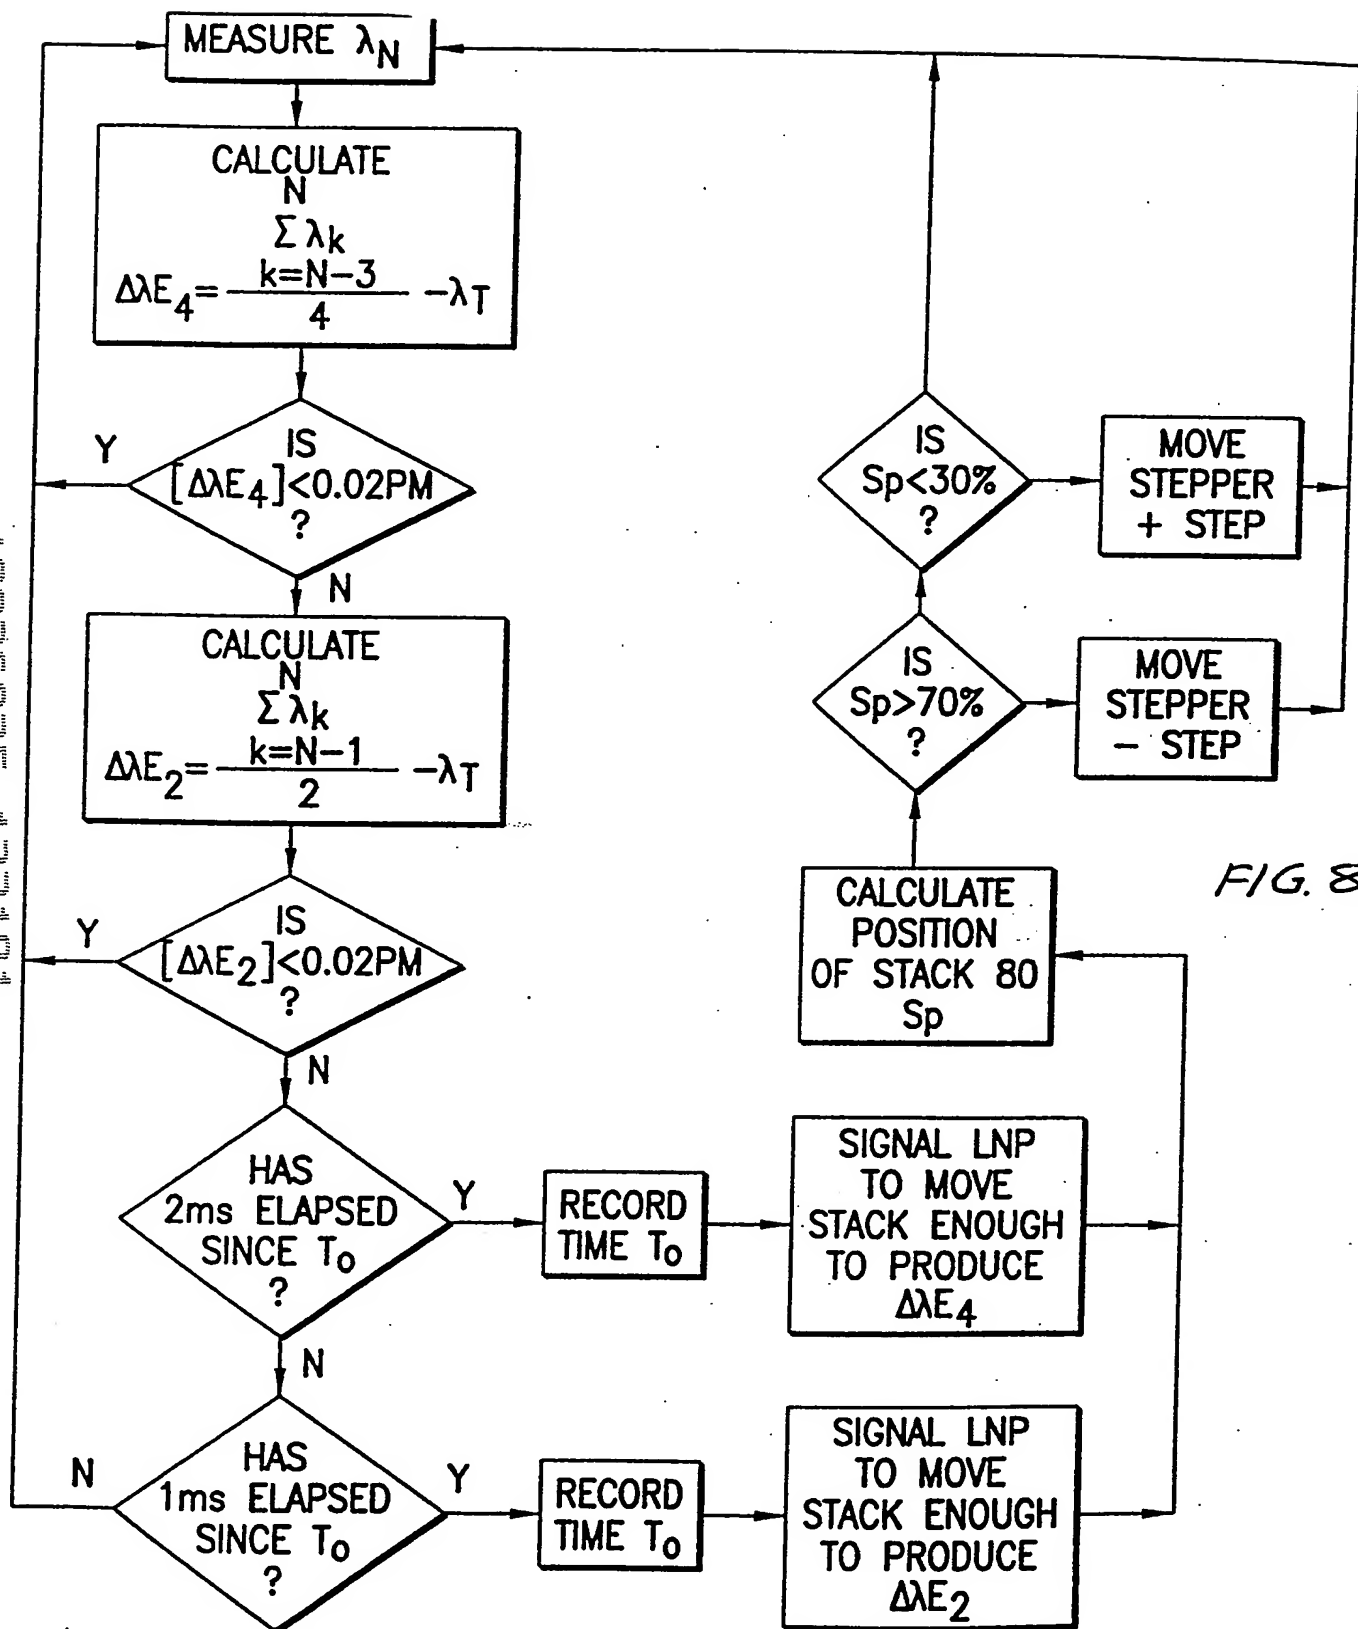 MEASURE λN
CALCULATE
N
Σ λk
k=N-3
ΔλE4= 4 -λT
IS
[ΔλE4]<0.02PM
?
Y
N
CALCULATE
N
Σ λk
k=N-1
ΔλE2= 2 -λT
IS
[ΔλE2]<0.02PM
?
Y
N
HAS
2ms ELAPSED
SINCE To
?
Y
N
RECORD
TIME To
SIGNAL LNP
TO MOVE
STACK ENOUGH
TO PRODUCE
ΔλE4
HAS
1ms ELAPSED
SINCE To
?
N
Y
RECORD
TIME To
SIGNAL LNP
TO MOVE
STACK ENOUGH
TO PRODUCE
ΔλE2
CALCULATE
POSITION
OF STACK 80
Sp
IS
Sp>70%
?
MOVE
STEPPER
- STEP
IS
Sp<30%
?
MOVE
STEPPER
+ STEP
FIG. 8